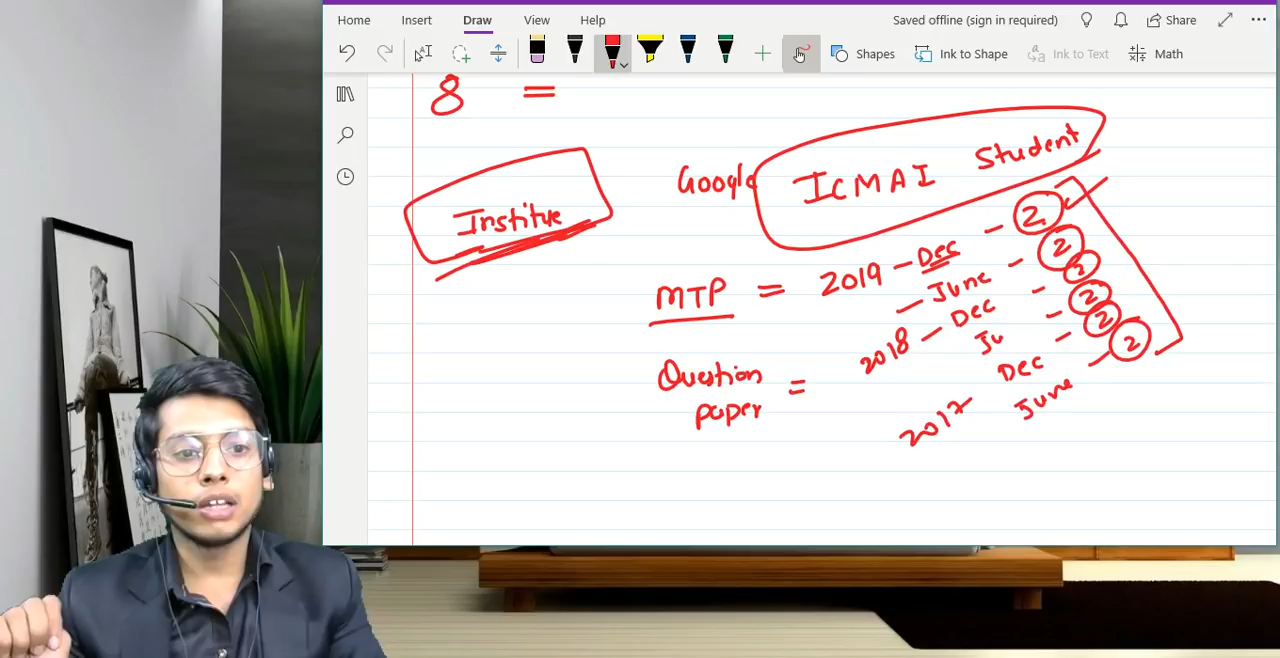 Home Insert Draw View Help Saved offline (sign in required) Share
Shapes Ink to Shape Ink to Text Math
8 =
Institue
Google ICMAI Student
MTP = 2019 - Dec - 2
- June - 2
2018 - Dec - 2
Ju - 2
Question paper =
2017 Dec - 2
June - 2